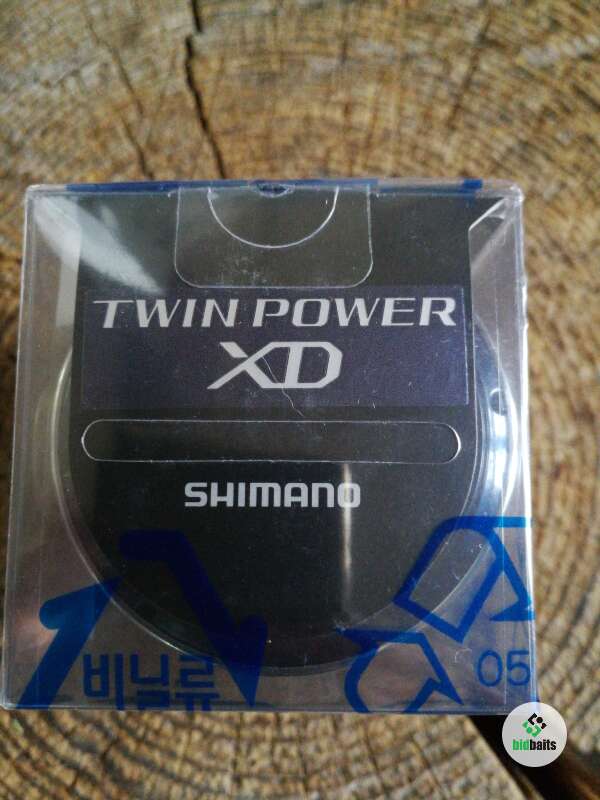 TWIN POWER
XD
SHIMANO
비닐류
05
bidbaits